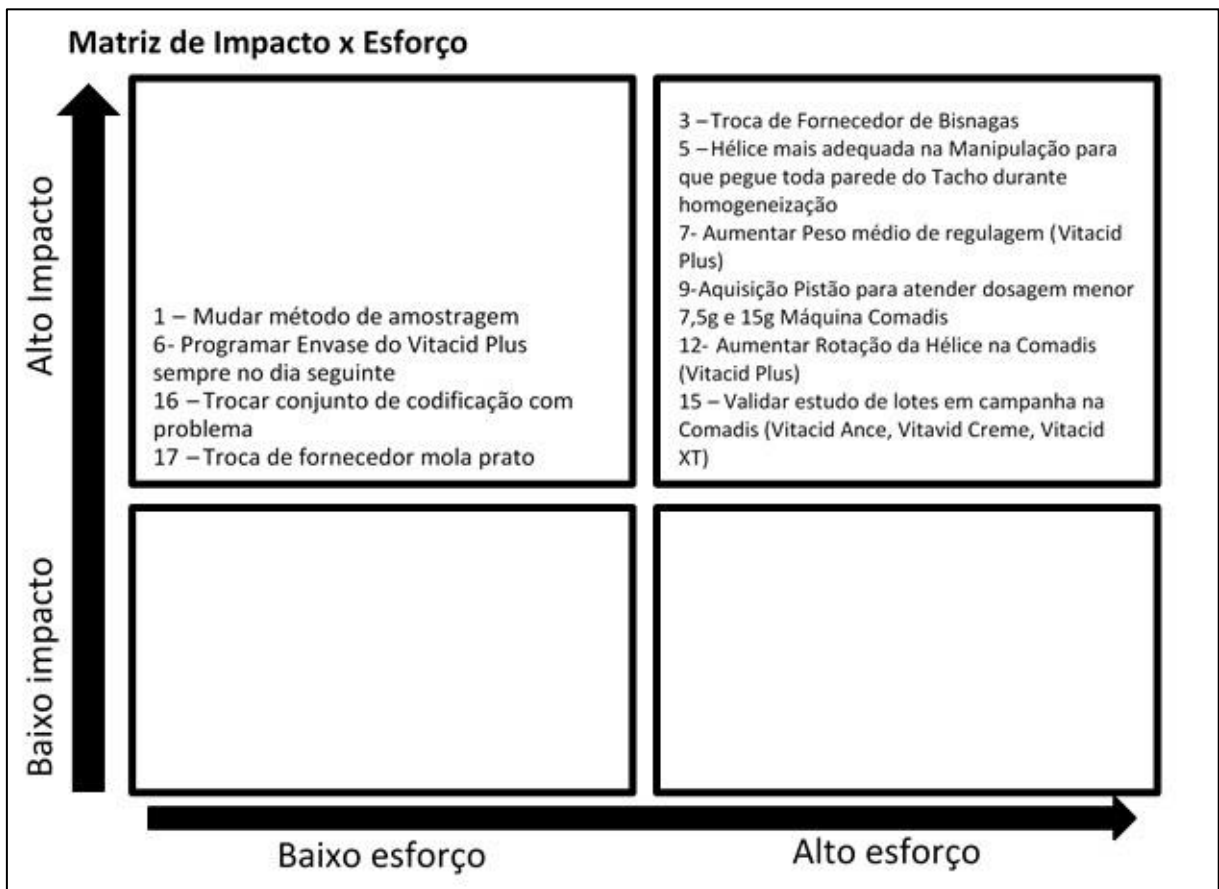 Matriz de Impacto x Esforço
Alto Impacto
1 – Mudar método de amostragem
6- Programar Envase do Vitacid Plus
sempre no dia seguinte
16 – Trocar conjunto de codificação com
problema
17 – Troca de fornecedor mola prato
3 – Troca de Fornecedor de Bisnagas
5 – Hélice mais adequada na Manipulação para
que pegue toda parede do Tacho durante
homogeneização
7- Aumentar Peso médio de regulagem (Vitacid
Plus)
9-Aquisição Pistão para atender dosagem menor
7,5g e 15g Máquina Comadis
12- Aumentar Rotação da Hélice na Comadis
(Vitacid Plus)
15 – Validar estudo de lotes em campanha na
Comadis (Vitacid Ance, Vitavid Creme, Vitacid
XT)
Baixo impacto
Baixo esforço
Alto esforço